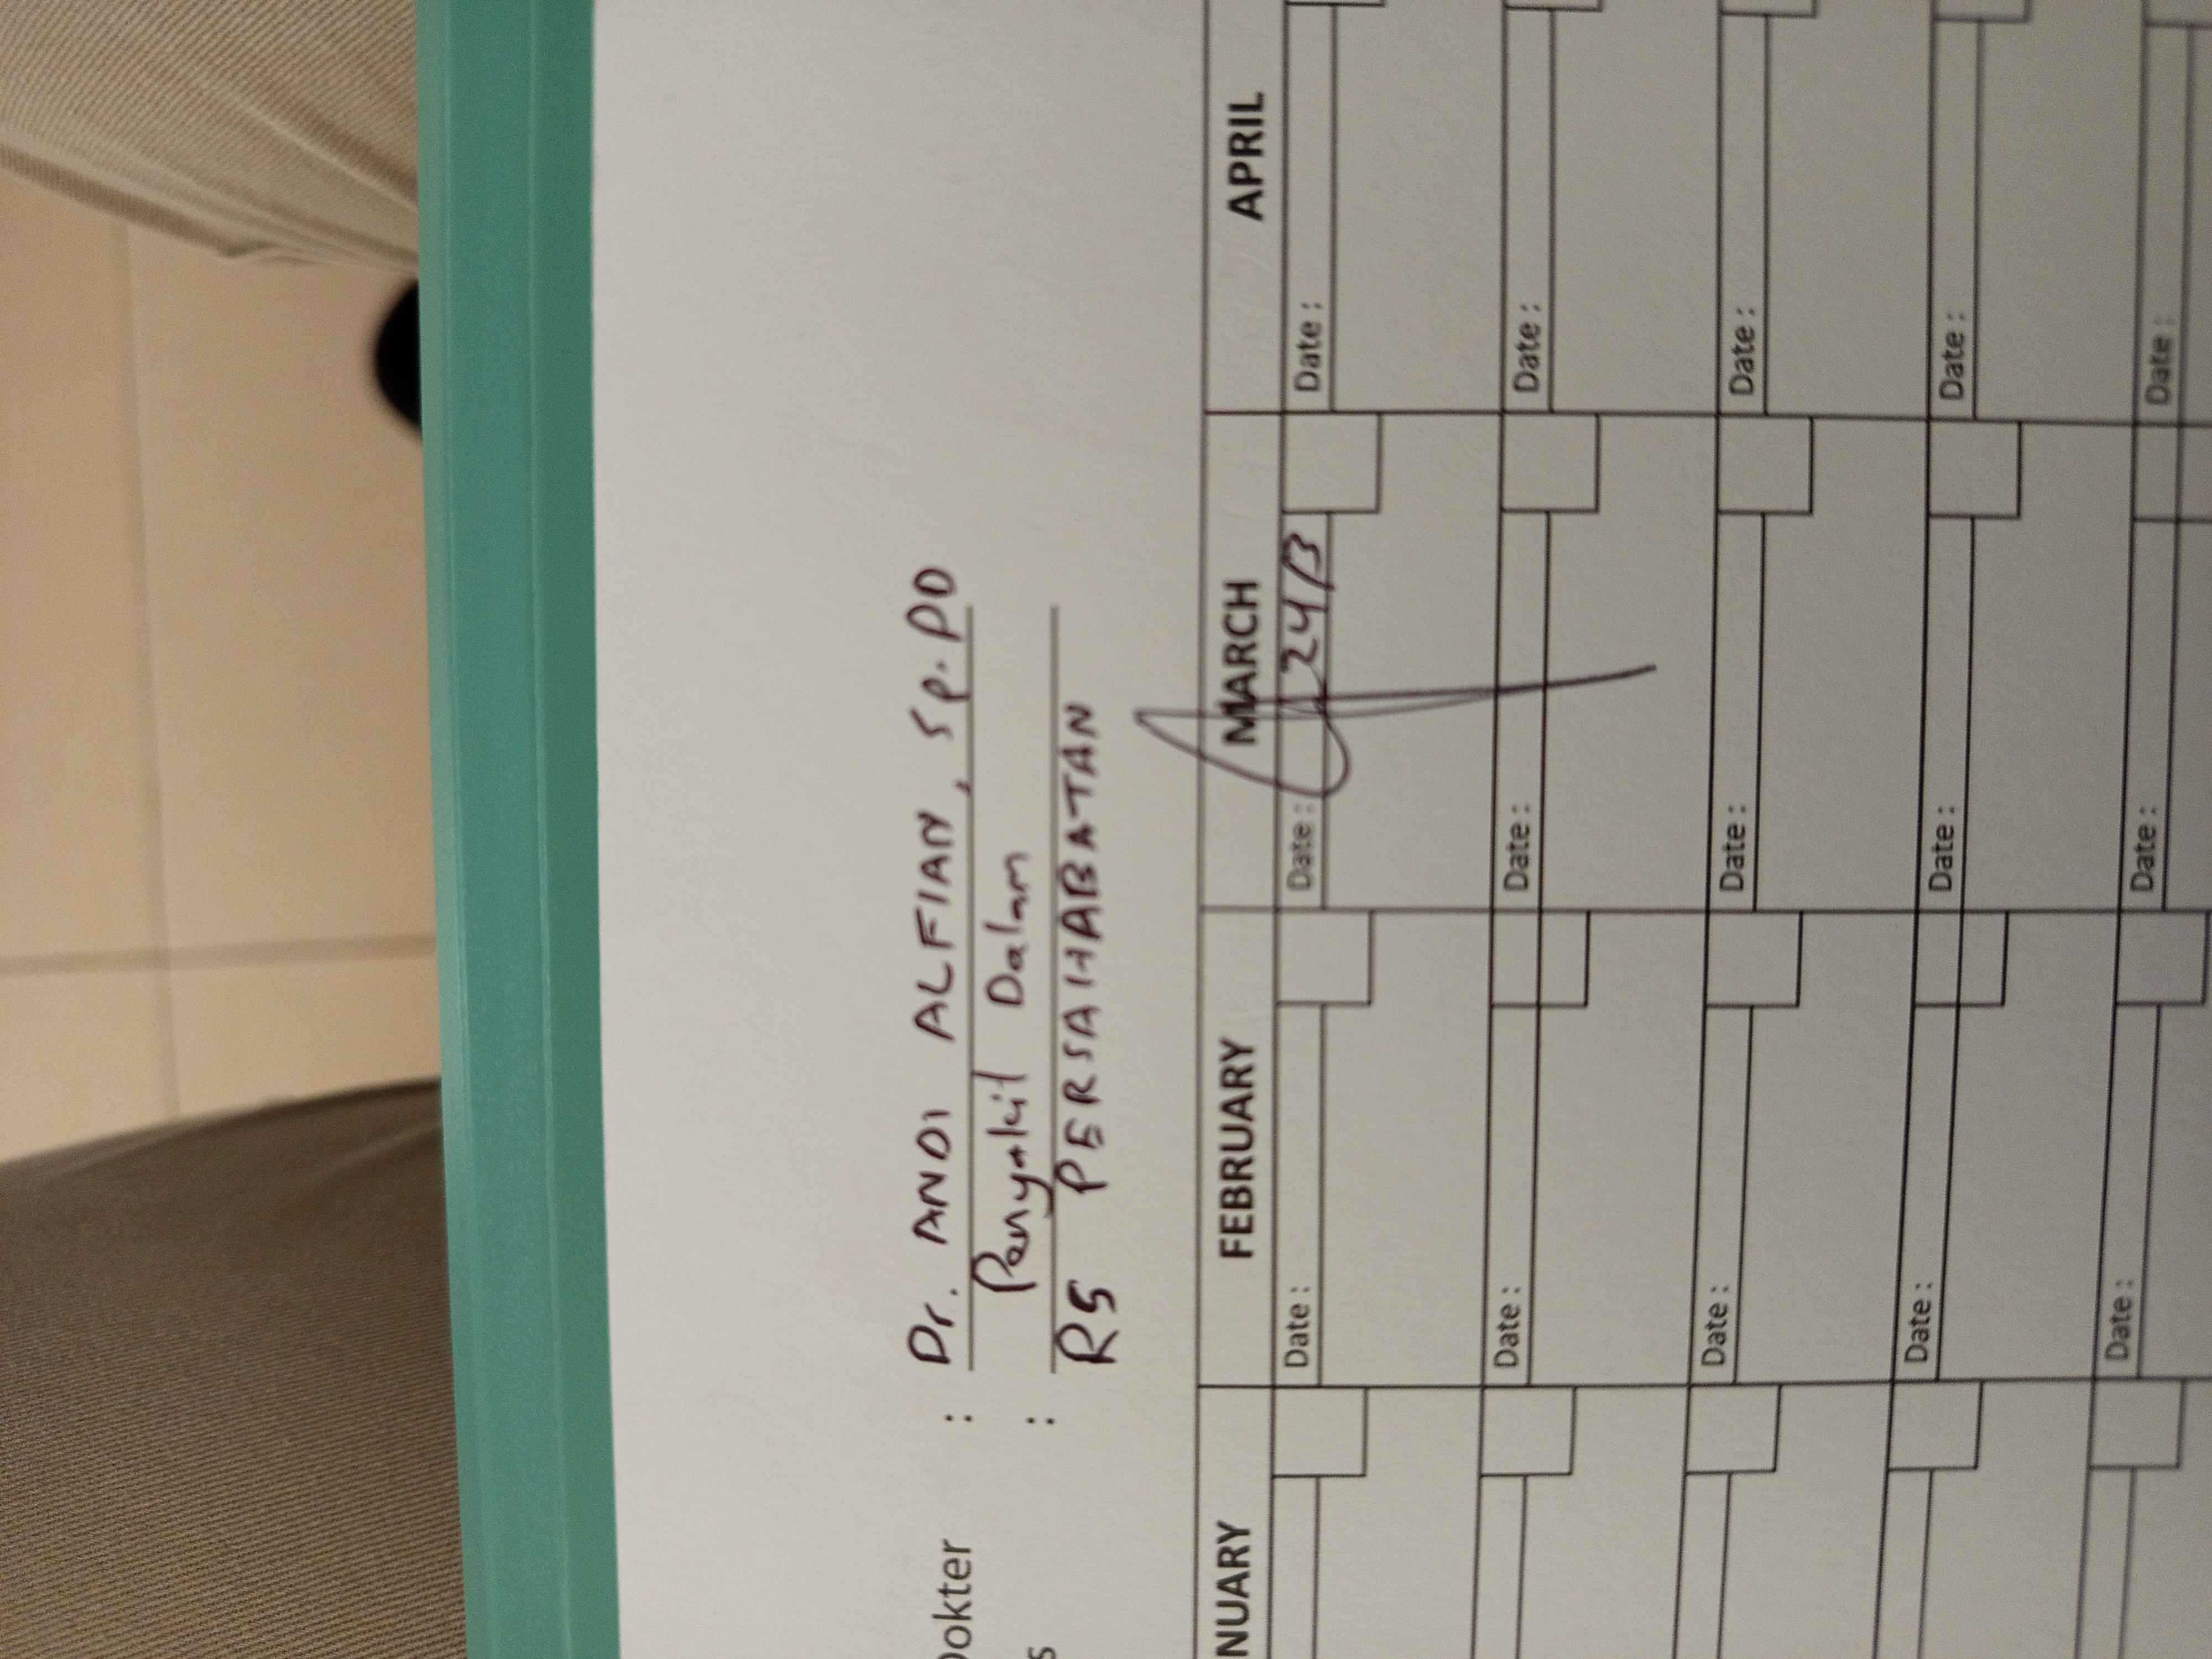 Dokter : Dr. ANDI ALFIAN, Sp. PD
: Penyakit Dalam
RS PERSAHABATAN
NUARY FEBRUARY MARCH APRIL
Date : Date : 24/3 Date :
Date : Date : Date :
Date : Date : Date :
Date : Date : Date :
Date : Date : Date :